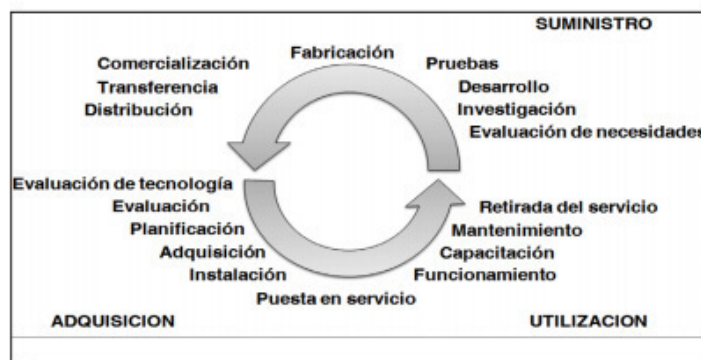 SUMINISTRO
Fabricación
Comercialización
Transferencia
Distribución
Pruebas
Desarrollo
Investigación
Evaluación de necesidades
Evaluación de tecnología
Evaluación
Planificación
Adquisición
Instalación
Puesta en servicio
Retirada del servicio
Mantenimiento
Capacitación
Funcionamiento
ADQUISICION
UTILIZACION